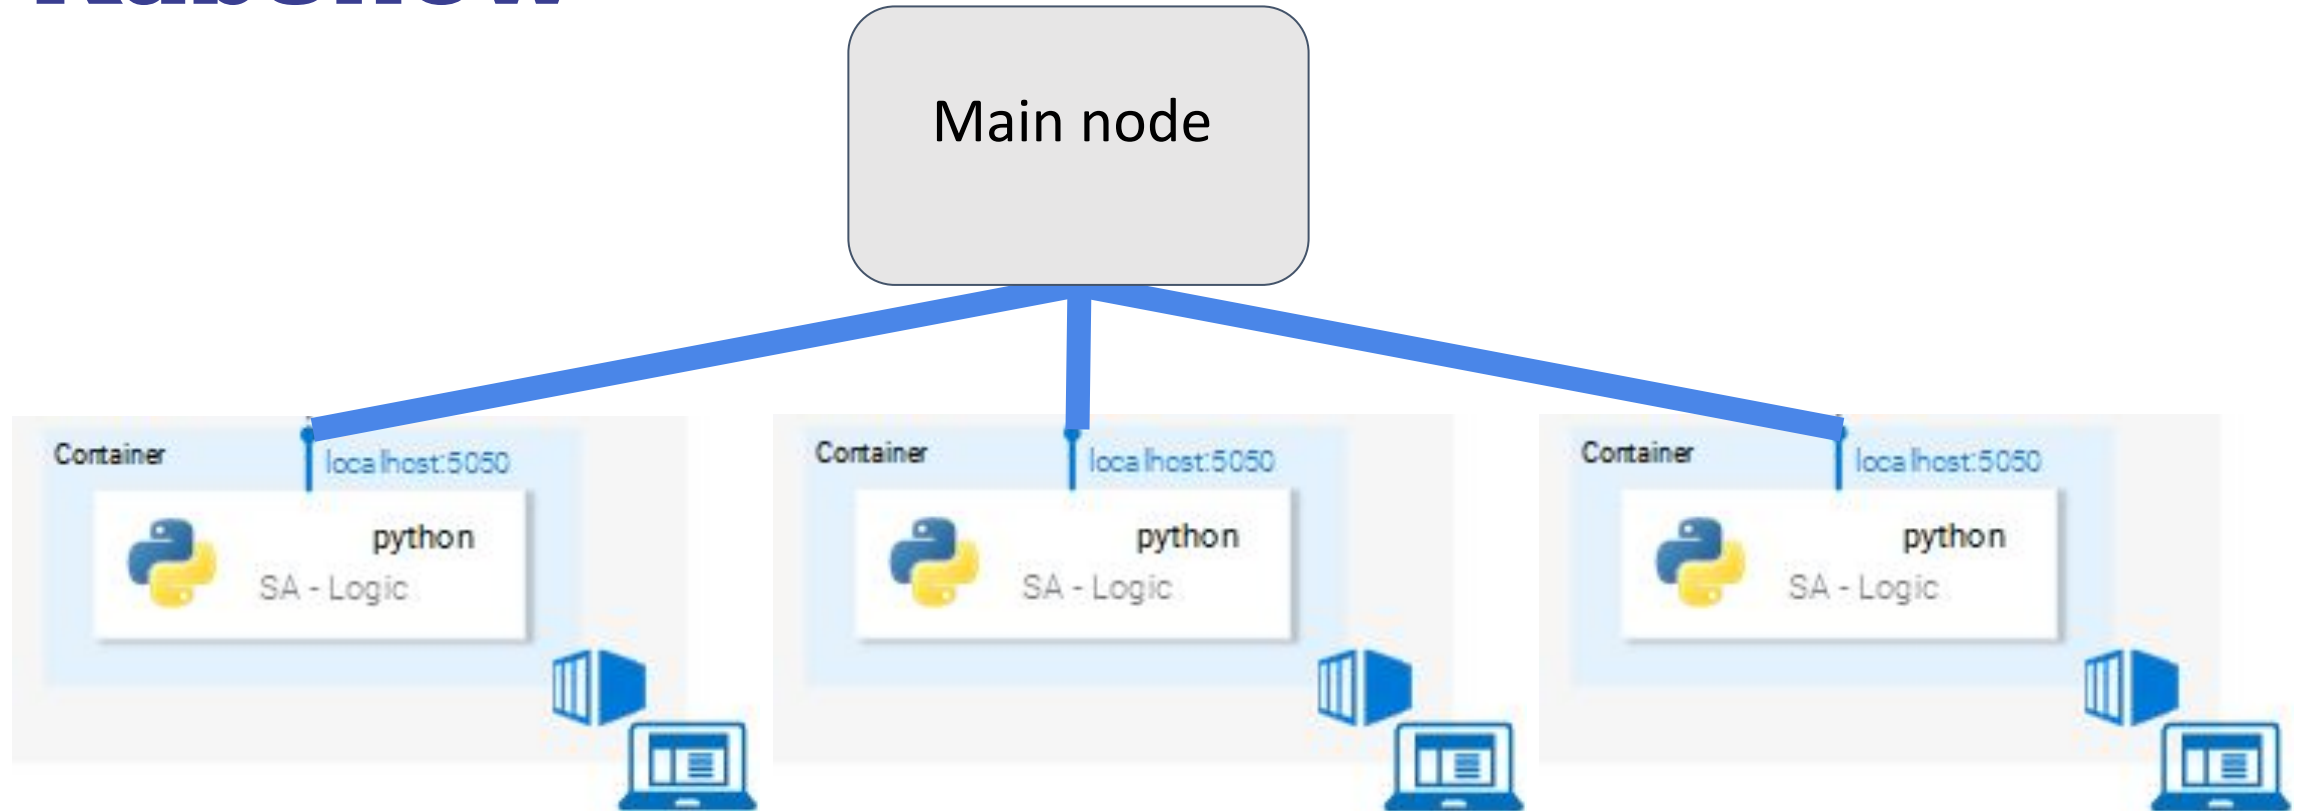 Kubeflow
Main node
Container
localhost:5050
python
SA - Logic
Container
localhost:5050
python
SA - Logic
Container
localhost:5050
python
SA - Logic